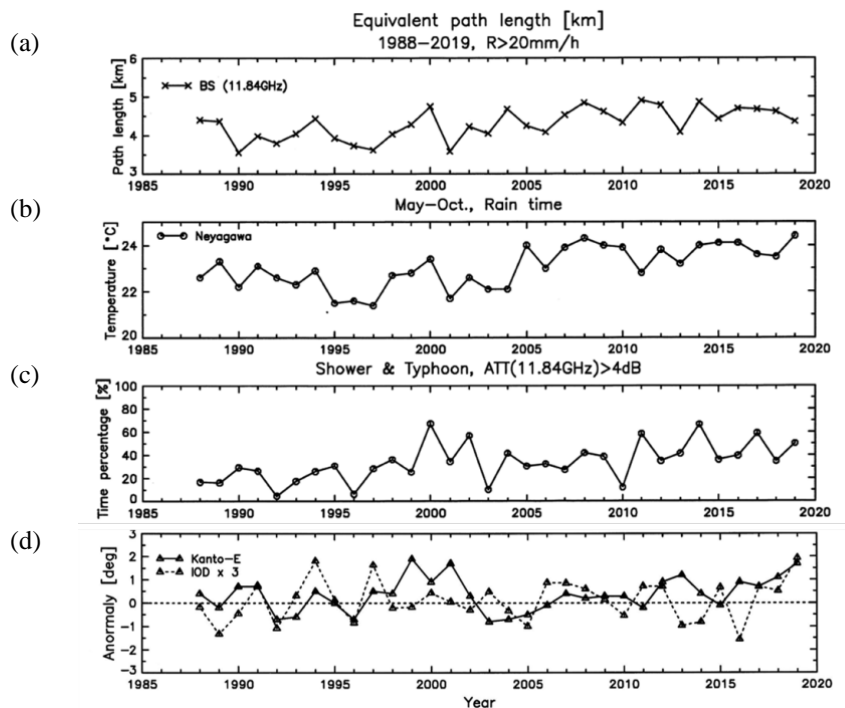 Equivalent path length [km]
1988−2019, R>20mm/h
(a)
Path length [km]
6
5
4
3
BS (11.84GHz)
1985 1990 1995 2000 2005 2010 2015 2020
(b)
May−Oct., Rain time
Temperature [°C]
24
22
20
Neyagawa
1985 1990 1995 2000 2005 2010 2015 2020
(c)
Shower & Typhoon, ATT(11.84GHz)>4dB
Time percentage [%]
100
80
60
40
20
0
1985 1990 1995 2000 2005 2010 2015 2020
(d)
Anormaly [deg]
3
2
1
0
−1
−2
−3
Kanto−E
IOD x 3
1985 1990 1995 2000 2005 2010 2015 2020
Year